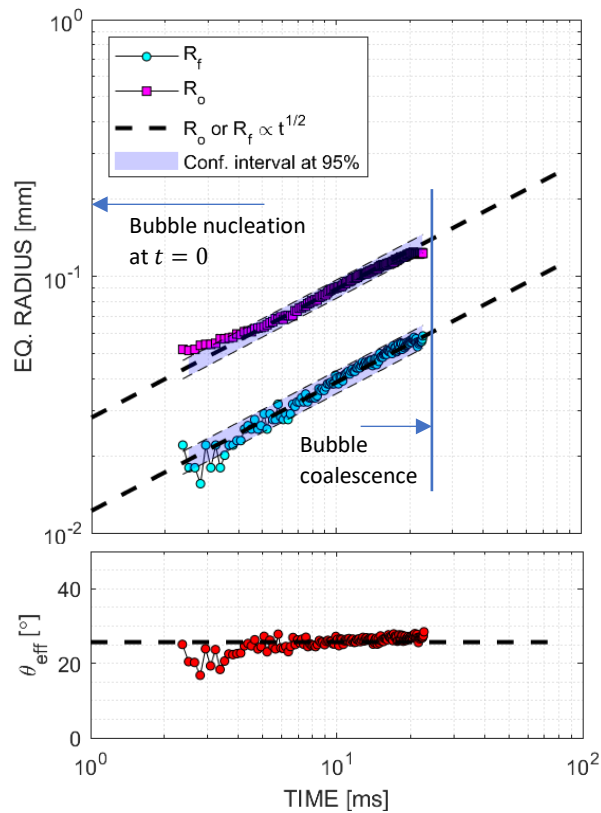 10^0
R_f
R_o
R_o or R_f ∝ t^{1/2}
Conf. interval at 95%
Bubble nucleation
at t = 0
10^{-1}
EQ. RADIUS [mm]
Bubble
coalescence
10^{-2}
40
20
0
θ_eff [°]
10^0
10^1
10^2
TIME [ms]